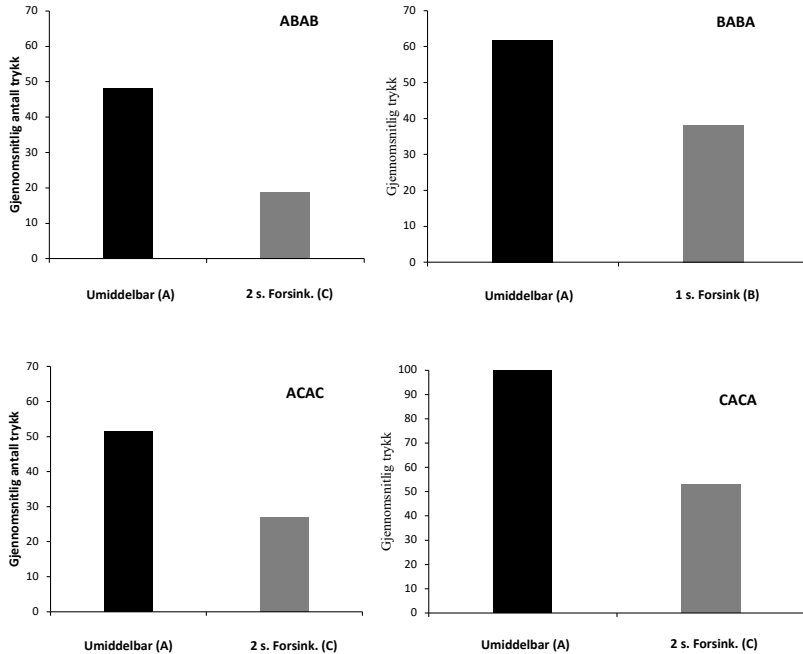 ABAB
Gjennomsnitlig antall trykk
70
60
50
40
30
20
10
0
Umiddelbar (A)
2 s. Forsink. (C)
BABA
Gjennomsnitlig trykk
70
60
50
40
30
20
10
0
Umiddelbar (A)
1 s. Forsink (B)
ACAC
Gjennomsnitlig antall trykk
70
60
50
40
30
20
10
0
Umiddelbar (A)
2 s. Forsink. (C)
CACA
Gjennomsnitlig trykk
100
90
80
70
60
50
40
30
20
10
0
Umiddelbar (A)
2 s. Forsink. (C)